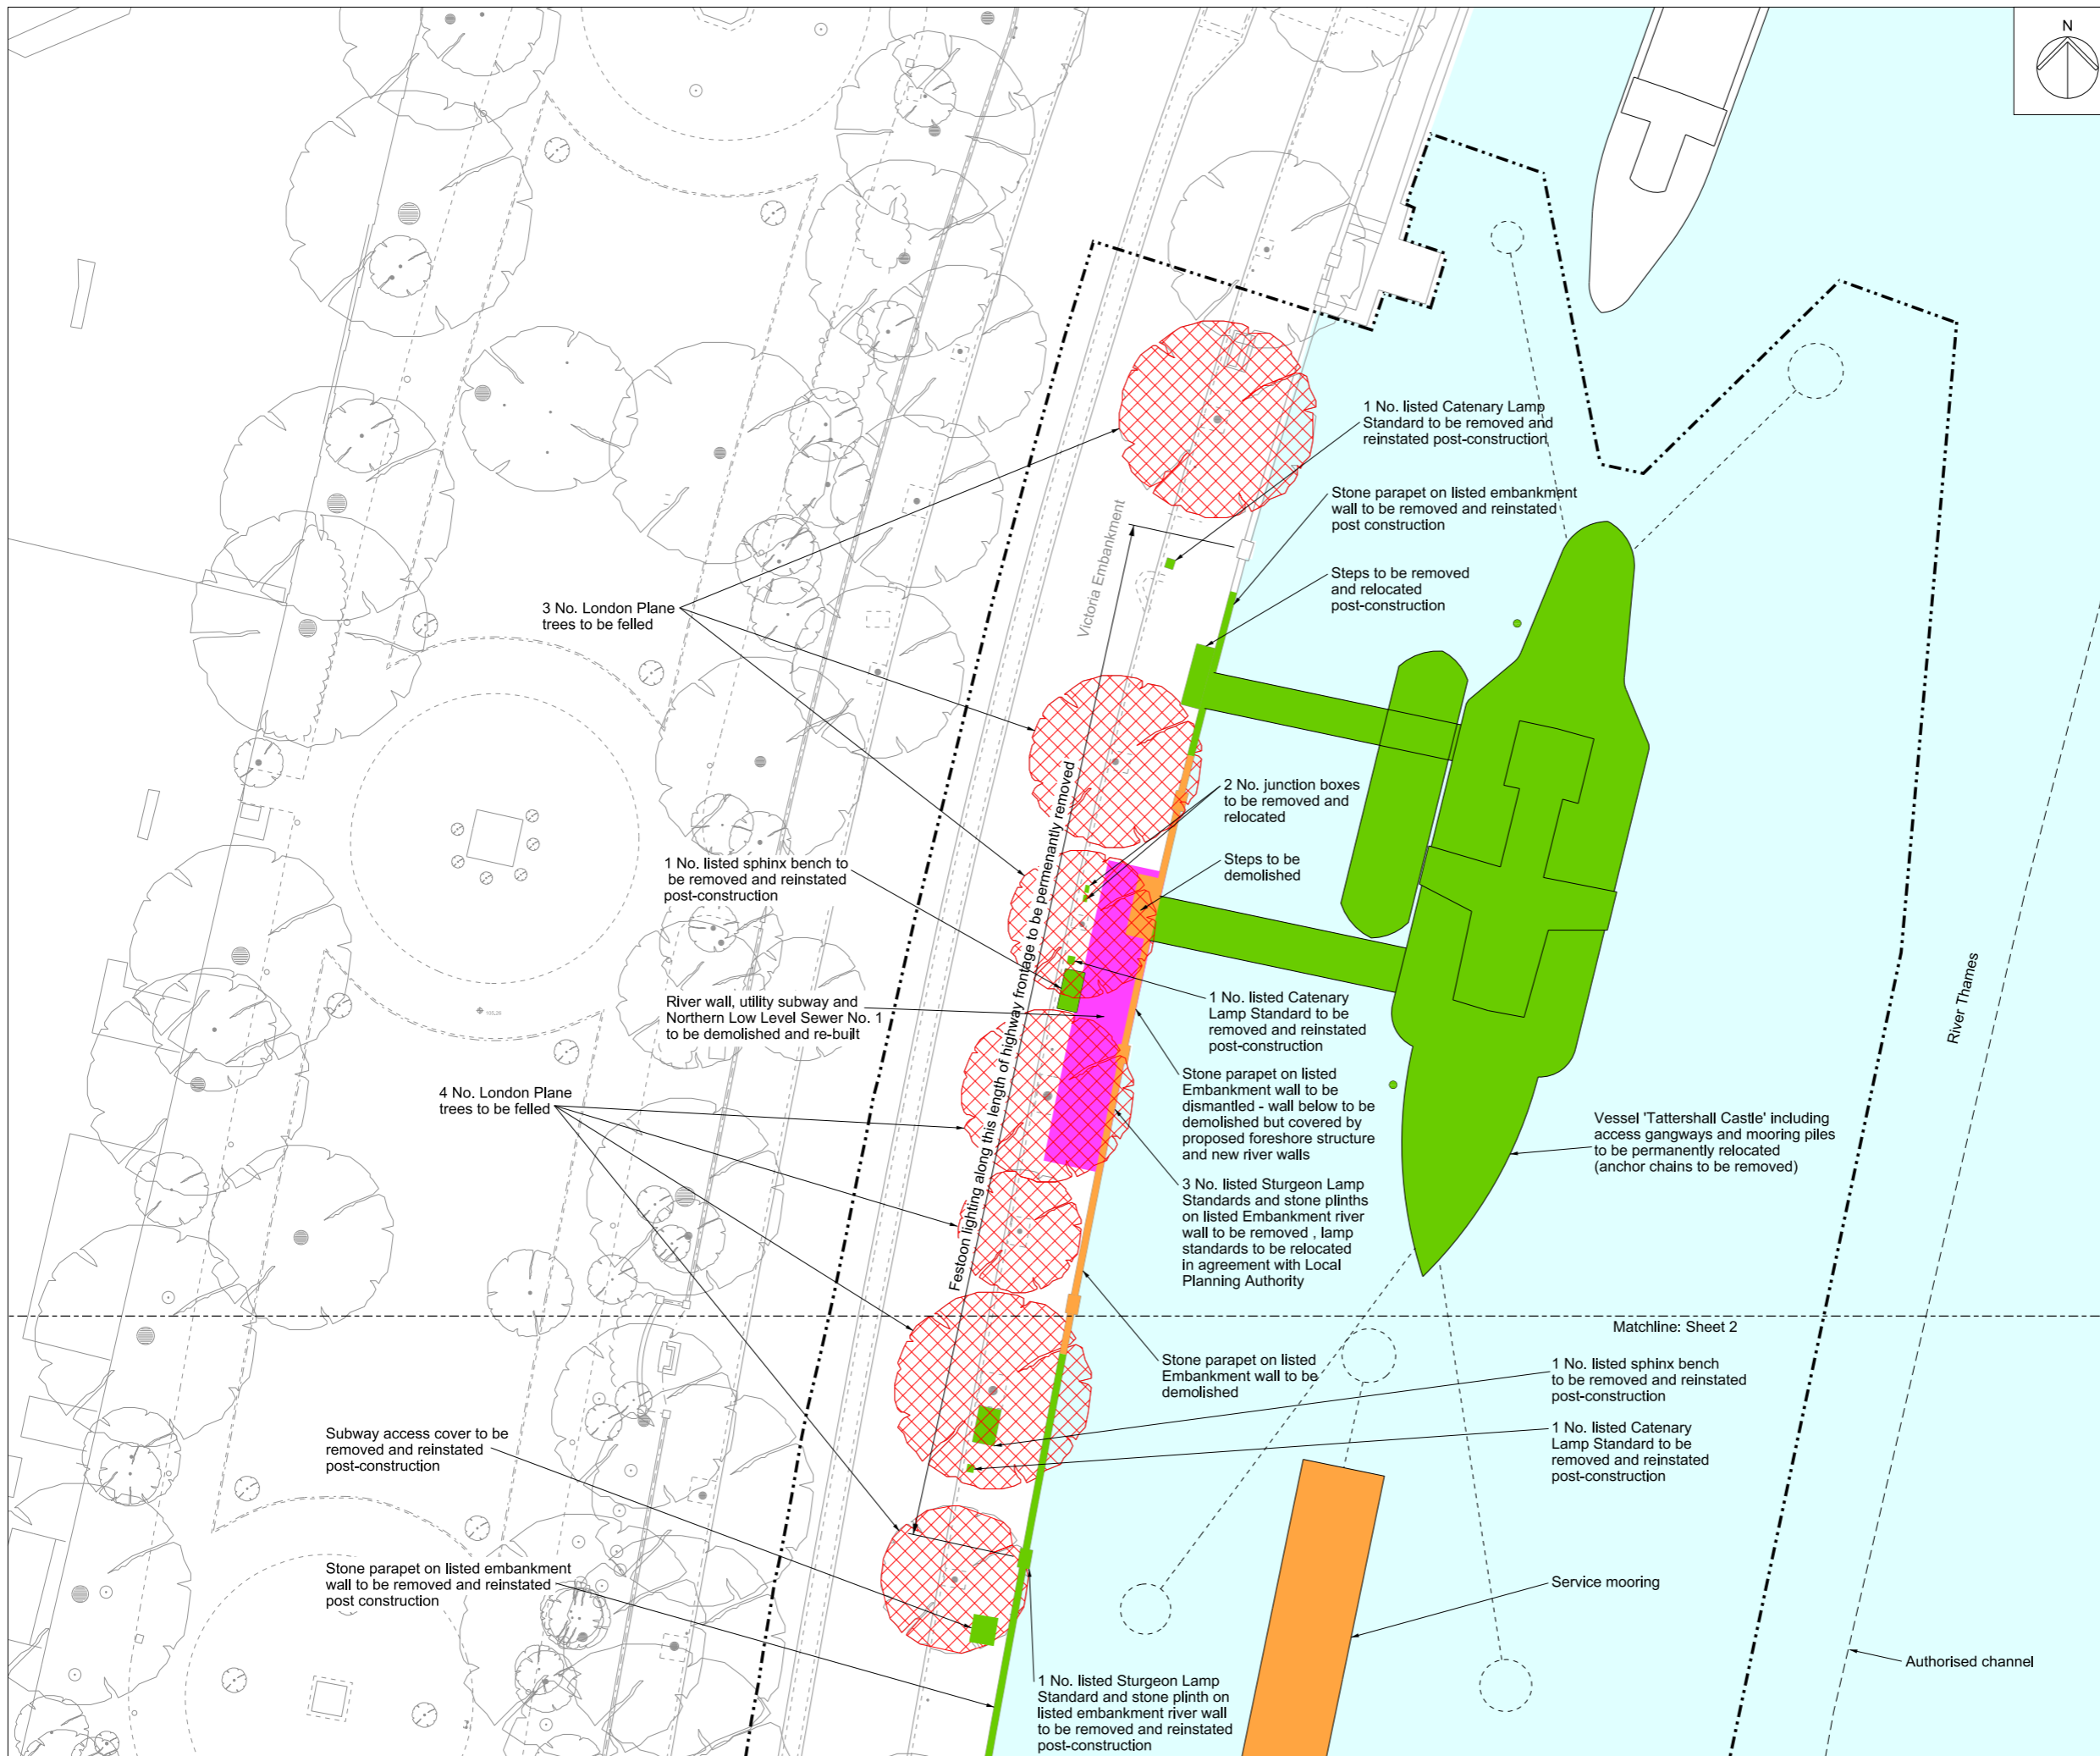 N
1 No. listed Catenary Lamp
Standard to be removed and
reinstated post-construction
Stone parapet on listed embankment
wall to be removed and reinstated
post construction
Victoria Embankment
Steps to be removed
and relocated
post-construction
3 No. London Plane
trees to be felled
2 No. junction boxes
to be removed and
relocated
1 No. listed sphinx bench to
be removed and reinstated
post-construction
Steps to be
demolished
Festoon lighting along this length of highway frontage to be permenantly removed
River Thames
River wall, utility subway and
Northern Low Level Sewer No. 1
to be demolished and re-built
1 No. listed Catenary
Lamp Standard to be
removed and reinstated
post-construction
Stone parapet on listed
Embankment wall to be
dismantled - wall below to be
demolished but covered by
proposed foreshore structure
and new river walls
4 No. London Plane
trees to be felled
Vessel 'Tattershall Castle' including
access gangways and mooring piles
to be permanently relocated
(anchor chains to be removed)
3 No. listed Sturgeon Lamp
Standards and stone plinths
on listed Embankment river
wall to be removed , lamp
standards to be relocated
in agreement with Local
Planning Authority
Matchline: Sheet 2
Stone parapet on listed
Embankment wall to be
demolished
1 No. listed sphinx bench
to be removed and reinstated
post-construction
1 No. listed Catenary
Lamp Standard to be
removed and reinstated
post-construction
Subway access cover to be
removed and reinstated
post-construction
Stone parapet on listed embankment
wall to be removed and reinstated
post construction
Service mooring
Authorised channel
1 No. listed Sturgeon Lamp
Standard and stone plinth on
listed embankment river wall
to be removed and reinstated
post-construction